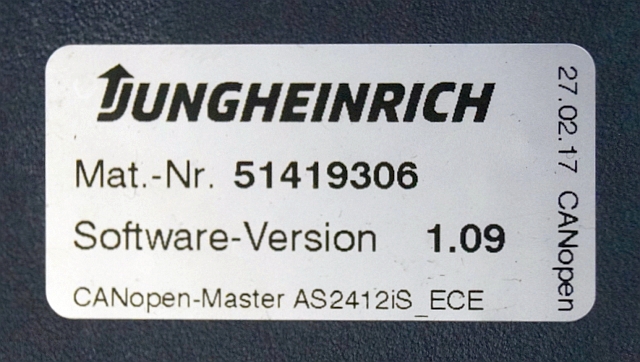 JUNGHEINRICH
Mat.-Nr. 51419306
Software-Version 1.09
CANopen-Master AS2412iS_ECE
27.02.17 CANopen